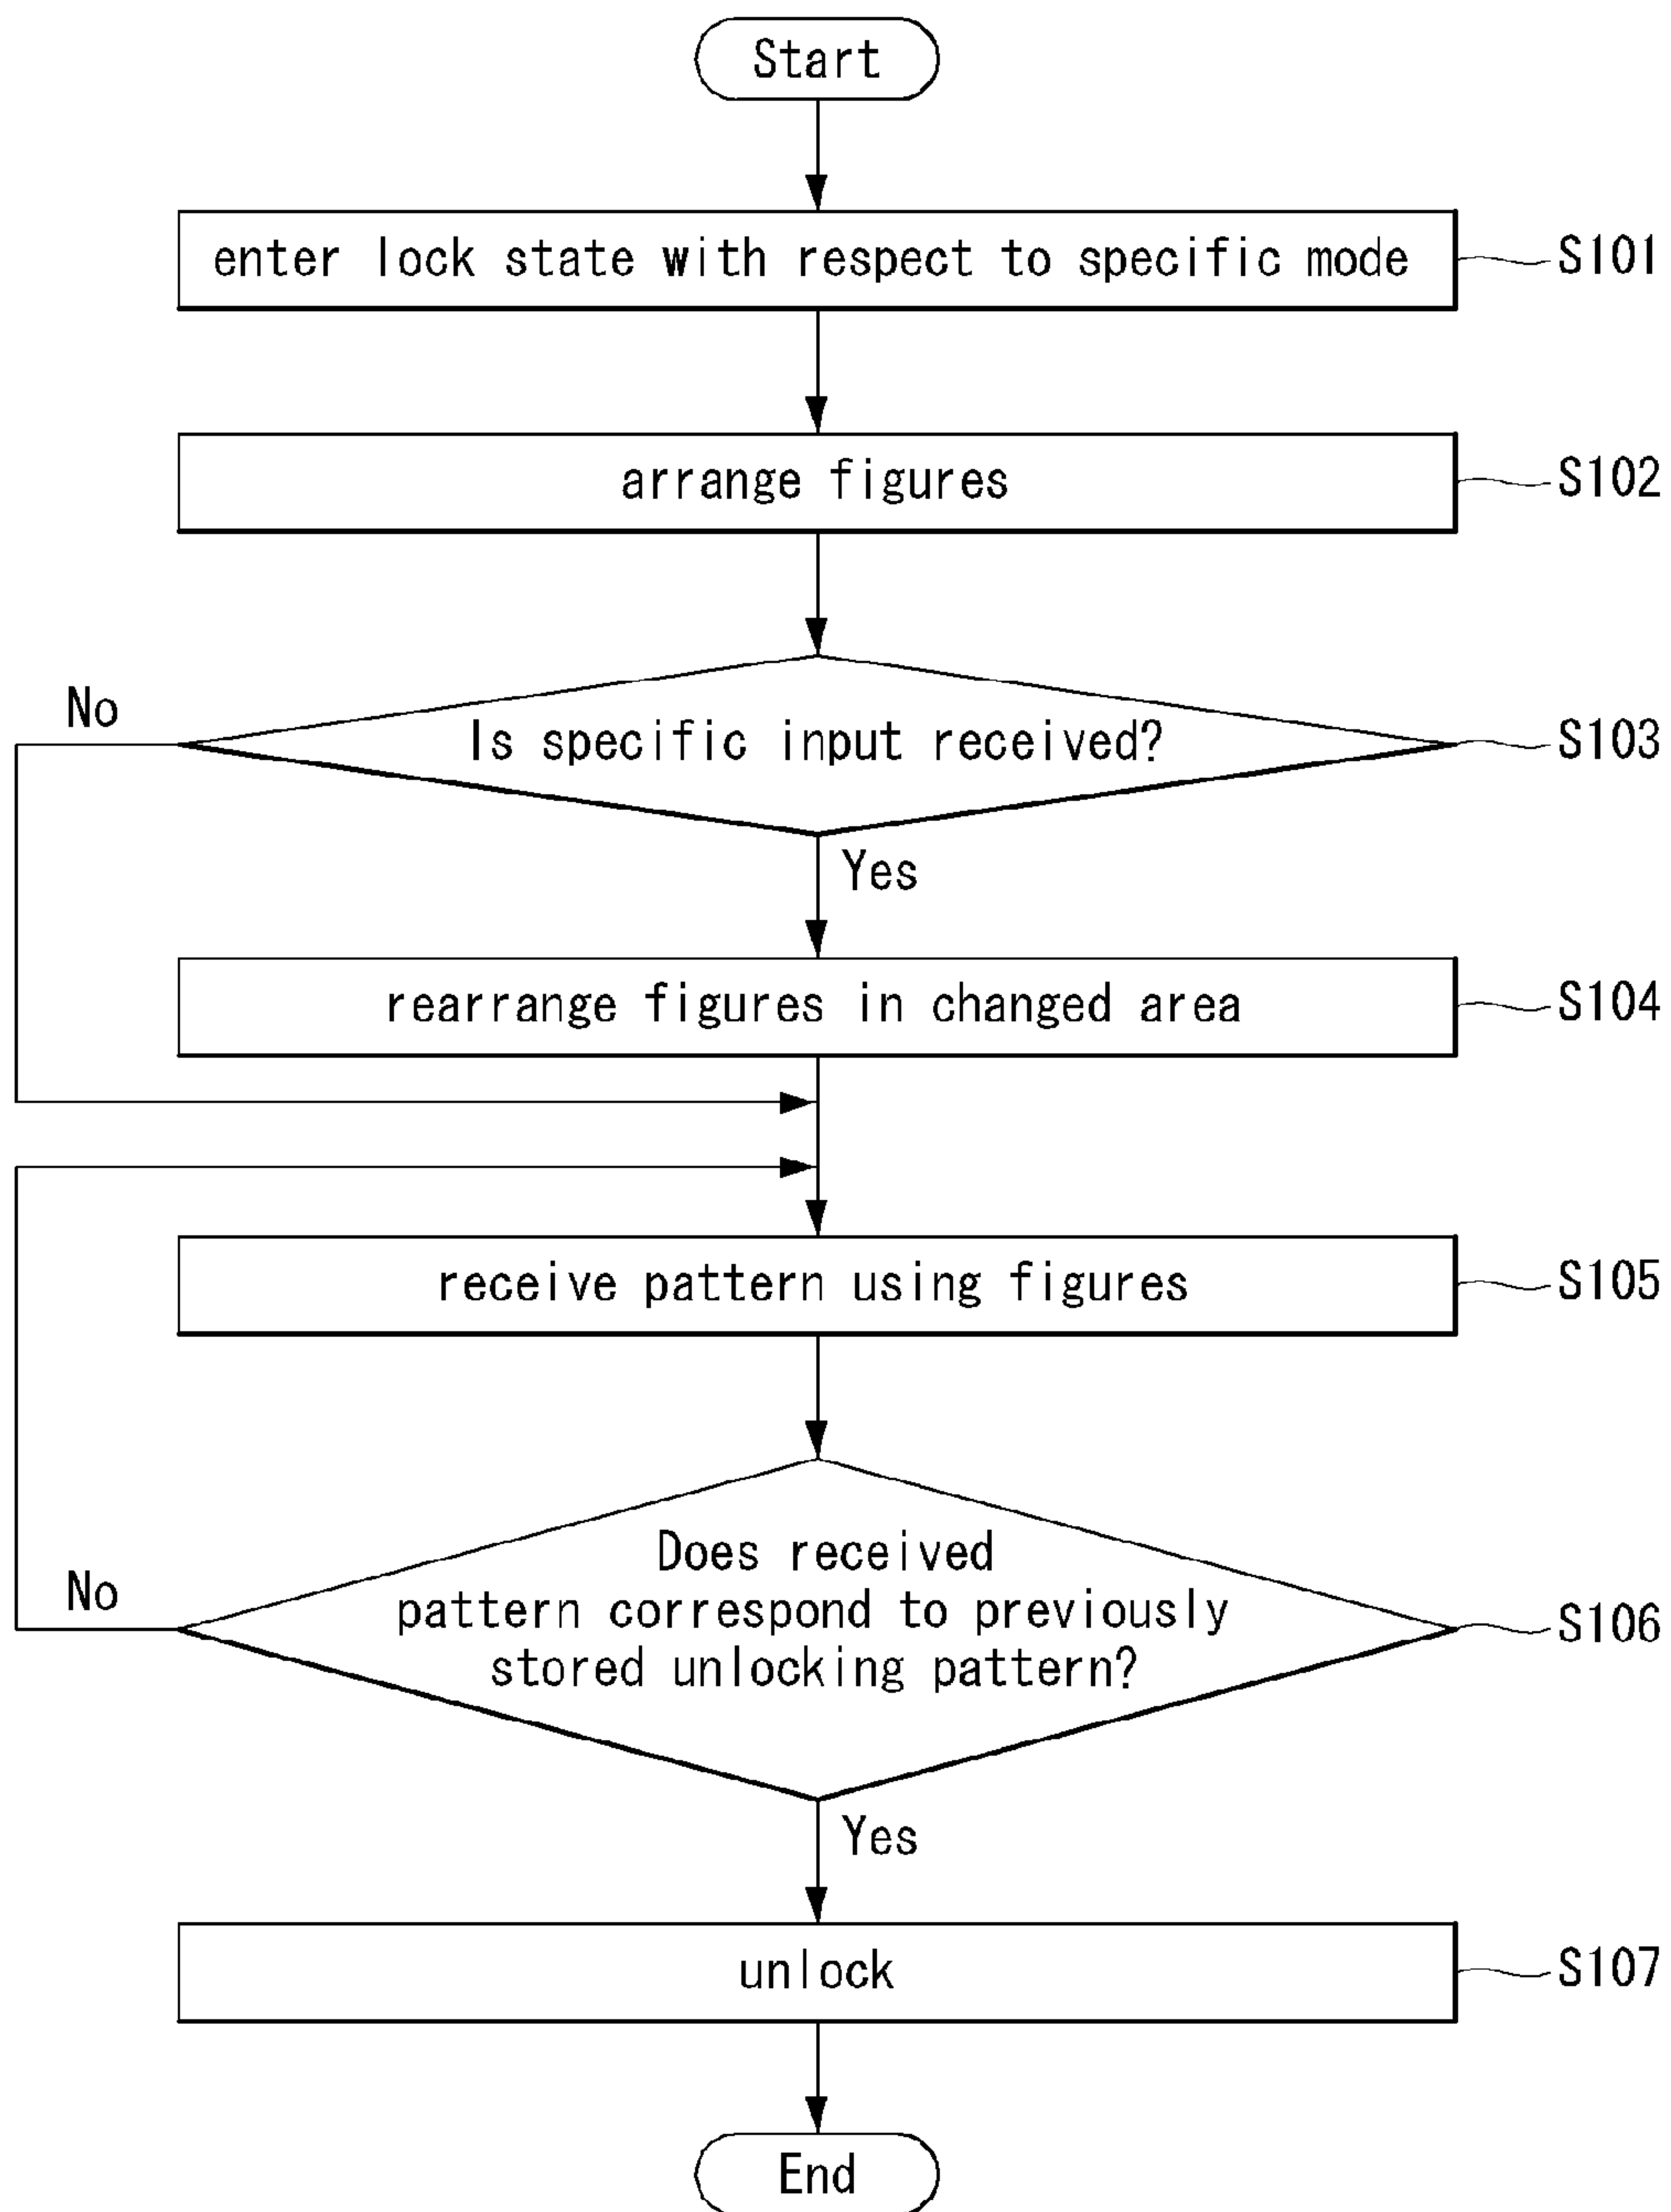 Start
enter lock state with respect to specific mode
S101
arrange figures
S102
No
Is specific input received?
S103
Yes
rearrange figures in changed area
S104
receive pattern using figures
S105
Does received
pattern correspond to previously
stored unlocking pattern?
No
S106
Yes
unlock
S107
End